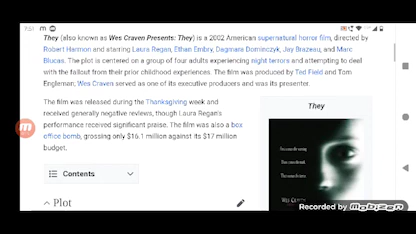 3:51
They (also known as Wes Craven Presents: They) is a 2002 American supernatural horror film, directed by
Robert Harmon and starring Laura Regan, Ethan Embry, Dagmara Dominczyk, Jay Brazeau, and Marc
Blucas. The plot is centered on a group of four adults experiencing night terrors and attempting to deal
with the fallout from their prior childhood experiences. The film was produced by Ted Field and Tom
Engleman; Wes Craven served as one of its executive producers and was its presenter.
The film was released during the Thanksgiving week and
received generally negative reviews, though Laura Regan's
performance received significant praise. The film was also a box
office bomb, grossing only $16.1 million against its $17 million
budget.
They
Contents
Plot
WES CRAVEN
Recorded by Mobizen